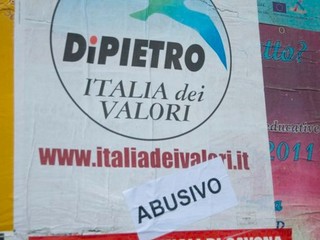 DiPIETRO
ITALIA dei
VALORI
www.italiadeivalori.it
ABUSIVO
2011